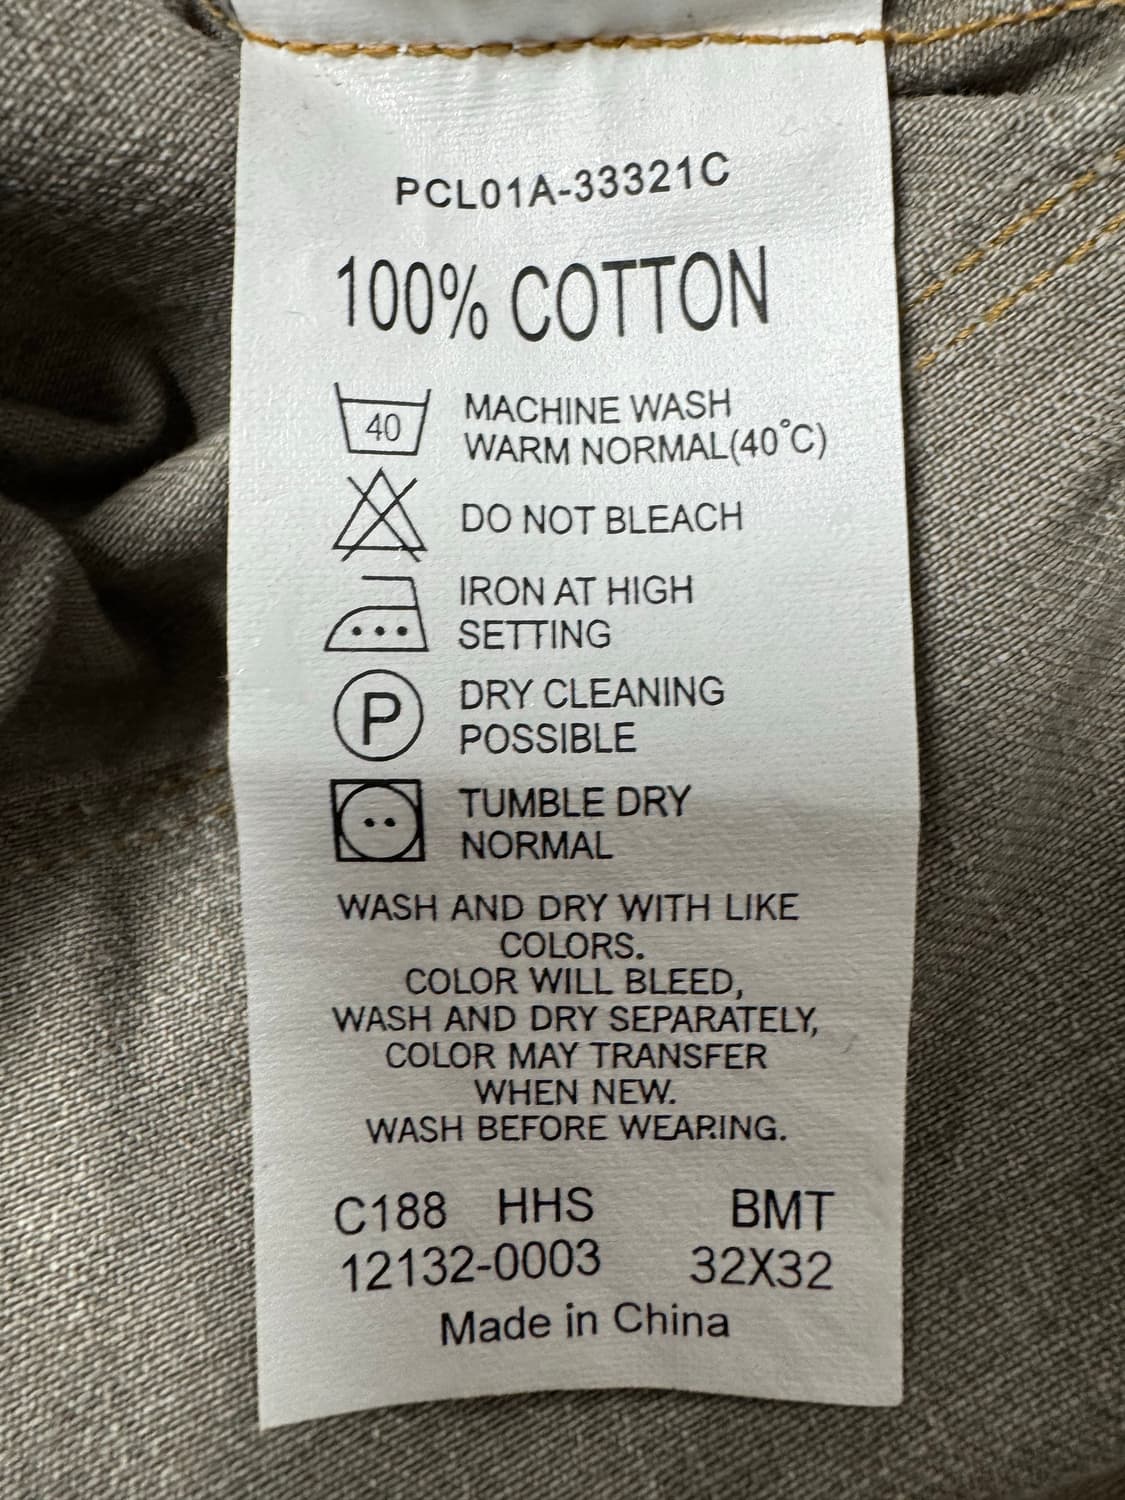 PCL01A-33321C
100% COTTON
40
MACHINE WASH
WARM NORMAL(40°C)
DO NOT BLEACH
IRON AT HIGH
SETTING
P
DRY CLEANING
POSSIBLE
TUMBLE DRY
NORMAL
WASH AND DRY WITH LIKE
COLORS.
COLOR WILL BLEED,
WASH AND DRY SEPARATELY,
COLOR MAY TRANSFER
WHEN NEW.
WASH BEFORE WEARING.
C188 HHS BMT
12132-0003 32X32
Made in China